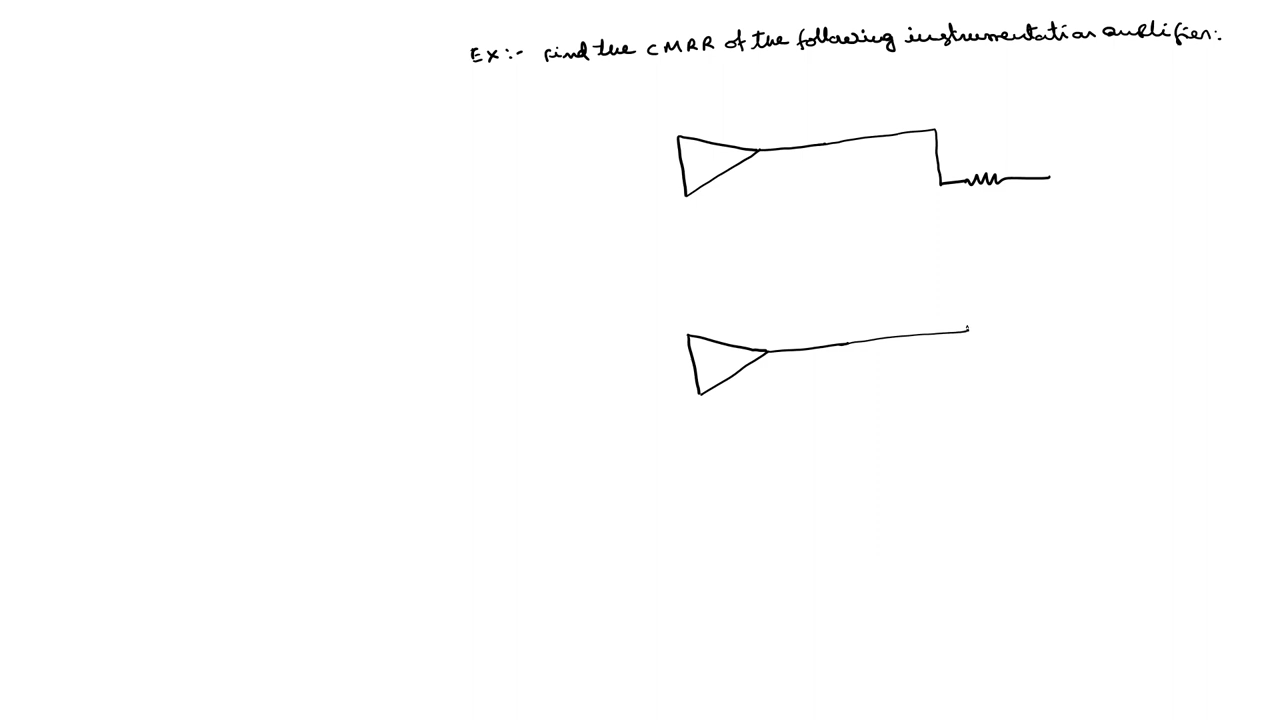 Ex:- Find the CMRR of the following instrumentation amplifier: